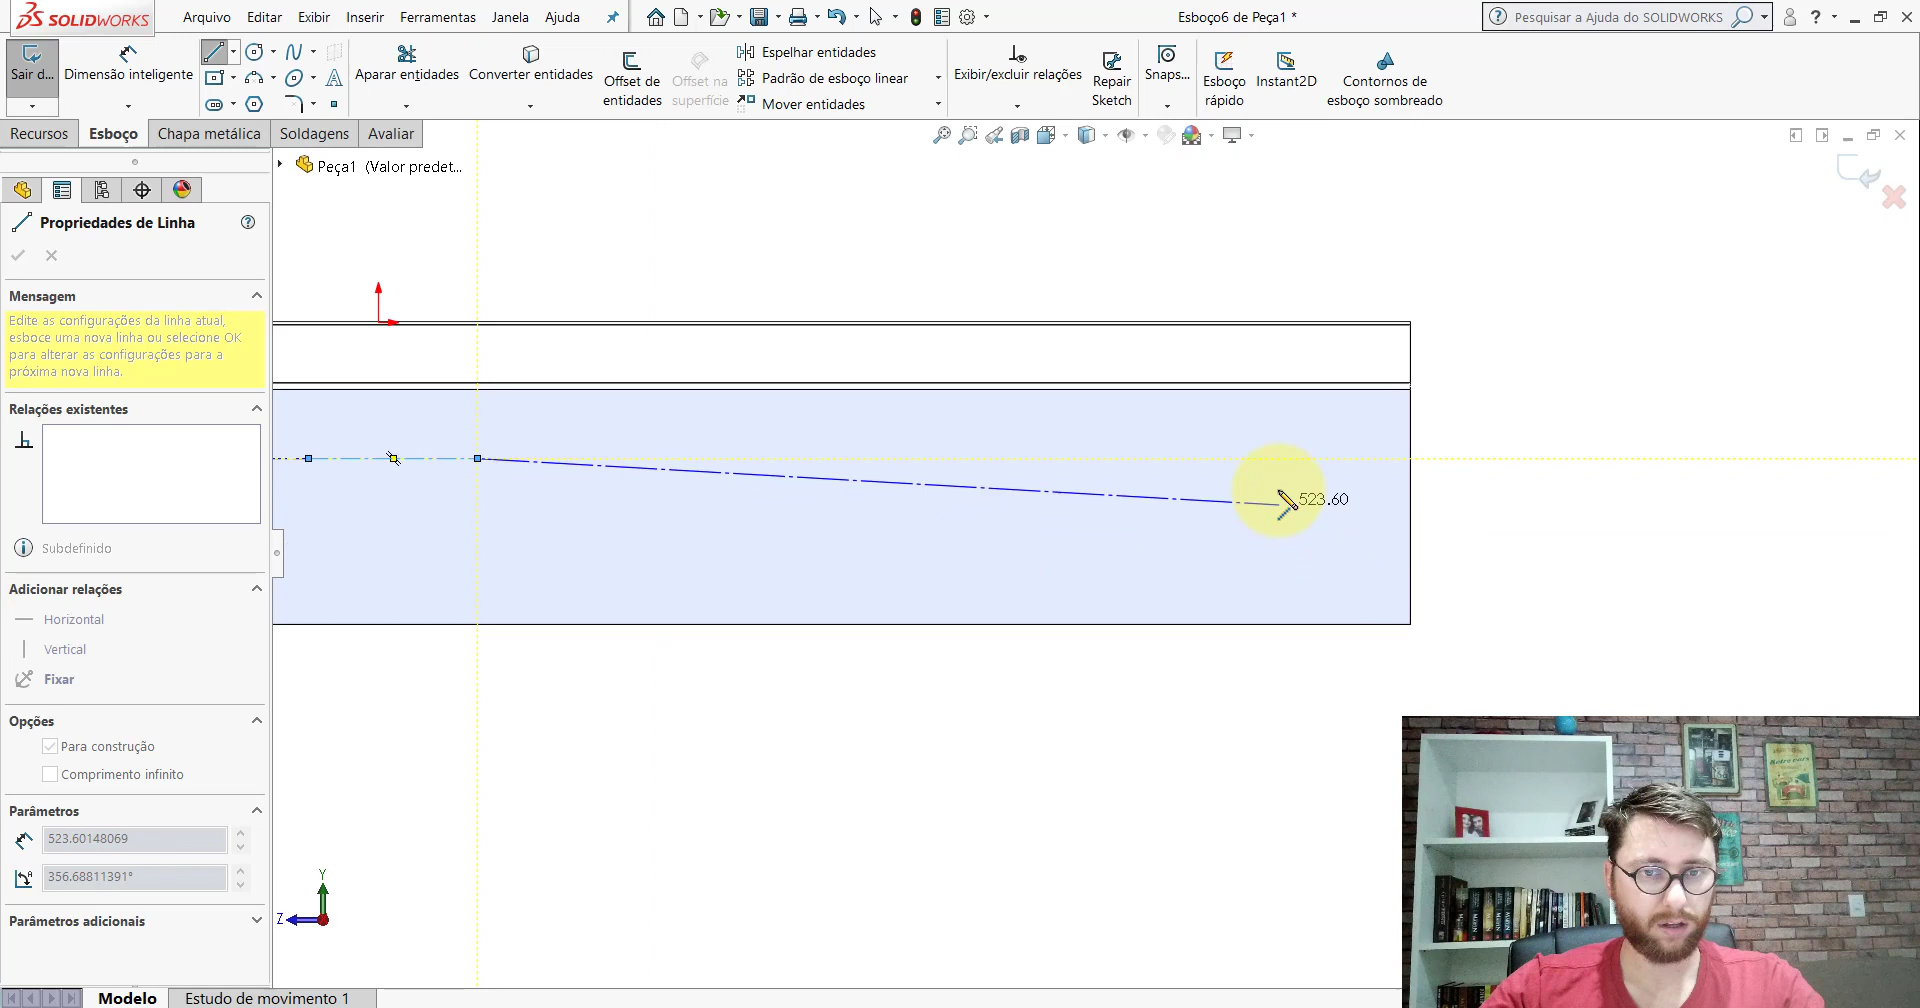 SOLIDWORKS
Arquivo Editar Exibir Inserir Ferramentas Janela Ajuda
Esboço6 de Peça1 *
Pesquisar a Ajuda do SOLIDWORKS
Sair d...
Dimensão inteligente
Aparar entidades
Converter entidades
Offset de
entidades
Offset na
superfície
Espelhar entidades
Padrão de esboço linear
Mover entidades
Exibir/excluir relações
Repair
Sketch
Snaps...
Esboço
rápido
Instant2D
Contornos de
esboço sombreado
Recursos Esboço Chapa metálica Soldagens Avaliar
Peça1 (Valor predet...
Propriedades de Linha
Mensagem
Edite as configurações da linha atual,
esboce uma nova linha ou selecione OK
para alterar as configurações para a
próxima nova linha.
Relações existentes
Subdefinido
Adicionar relações
Horizontal
Vertical
Fixar
Opções
Para construção
Comprimento infinito
Parâmetros
523.60148069
356.68811391°
Parâmetros adicionais
523.60
Y
Z
Modelo Estudo de movimento 1